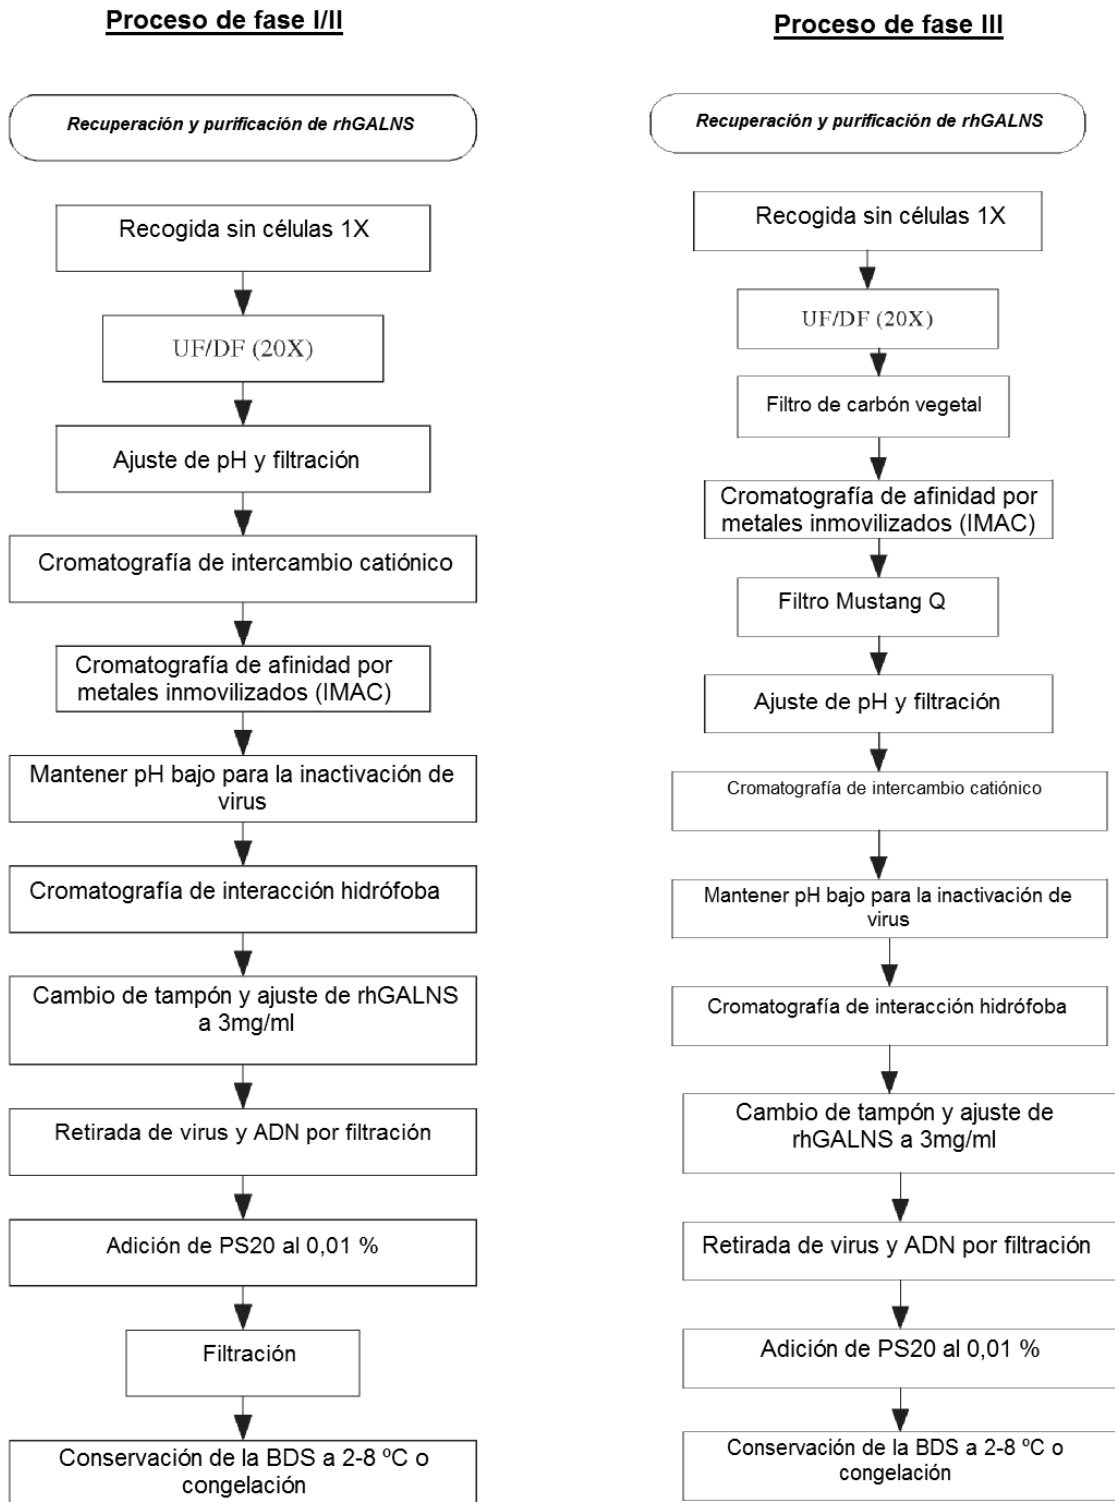 Proceso de fase I/II
Recuperación y purificación de rhGALNS
Recogida sin células 1X
UF/DF (20X)
Ajuste de pH y filtración
Cromatografía de intercambio catiónico
Cromatografía de afinidad por
metales inmovilizados (IMAC)
Mantener pH bajo para la inactivación de
virus
Cromatografía de interacción hidrófoba
Cambio de tampón y ajuste de rhGALNS
a 3mg/ml
Retirada de virus y ADN por filtración
Adición de PS20 al 0,01 %
Filtración
Conservación de la BDS a 2-8 ºC o
congelación
Proceso de fase III
Recuperación y purificación de rhGALNS
Recogida sin células 1X
UF/DF (20X)
Filtro de carbón vegetal
Cromatografía de afinidad por
metales inmovilizados (IMAC)
Filtro Mustang Q
Ajuste de pH y filtración
Cromatografía de intercambio catiónico
Mantener pH bajo para la inactivación de
virus
Cromatografía de interacción hidrófoba
Cambio de tampón y ajuste de
rhGALNS a 3mg/ml
Retirada de virus y ADN por filtración
Adición de PS20 al 0,01 %
Conservación de la BDS a 2-8 ºC o
congelación